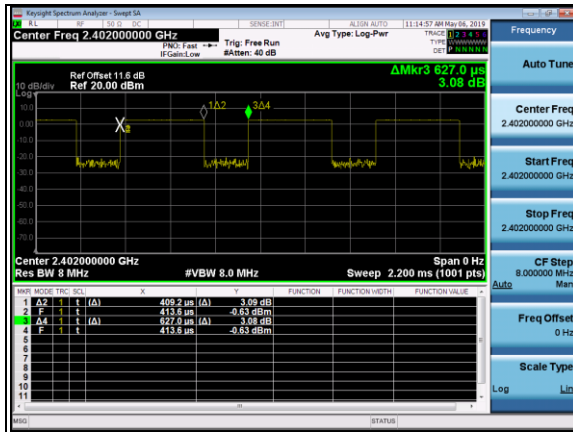 Keysight Spectrum Analyzer - Swept SA
RL RF 50 Ω DC SENSE:INT ALIGN AUTO 11:14:57 AM May 06, 2019
Center Freq 2.402000000 GHz
PNO: Fast
IFGain:Low
Trig: Free Run
#Atten: 40 dB
Avg Type: Log-Pwr
TRACE 1 2 3 4 5 6
TYPE WWWWWWW
DET P N N N N N
Frequency
Auto Tune
Center Freq
2.402000000 GHz
Start Freq
2.402000000 GHz
Stop Freq
2.402000000 GHz
CF Step
8.000000 MHz
Auto Man
Freq Offset
0 Hz
Scale Type
Log Lin
Ref Offset 11.6 dB
Ref 20.00 dBm
ΔMkr3 627.0 µs
3.08 dB
10 dB/div
Log
10.0
0.00
-10.0
-20.0
-30.0
-40.0
-50.0
-60.0
-70.0
1Δ2
3Δ4
Center 2.402000000 GHz
Span 0 Hz
Res BW 8 MHz
#VBW 8.0 MHz
Sweep 2.200 ms (1001 pts)
MKR MODE TRC SCL X Y FUNCTION FUNCTION WIDTH FUNCTION VALUE
1 Δ2 1 t (Δ) 409.2 µs (Δ) 3.09 dB
2 F 1 t 413.6 µs -0.63 dBm
3 Δ4 1 t (Δ) 627.0 µs (Δ) 3.08 dB
4 F 1 t 413.6 µs -0.63 dBm
5
6
7
8
9
10
11
MSG
STATUS